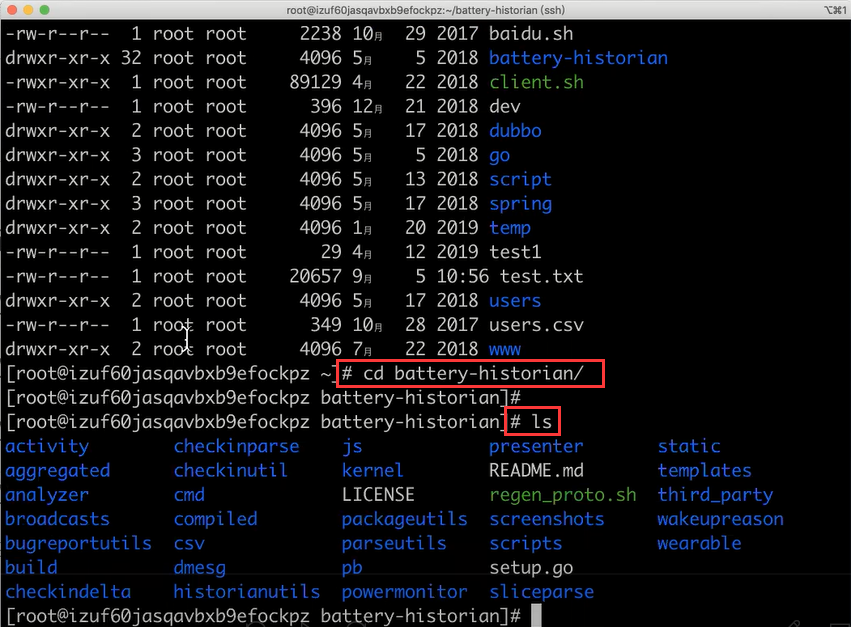 root@izuf60jasqavbxb9efockpz:~/battery-historian (ssh) ⌥⌘1
-rw-r--r-- 1 root root 2238 10月 29 2017 baidu.sh
drwxr-xr-x 32 root root 4096 5月 5 2018 battery-historian
-rwxr-xr-x 1 root root 89129 4月 22 2018 client.sh
-rw-r--r-- 1 root root 396 12月 21 2018 dev
drwxr-xr-x 2 root root 4096 5月 17 2018 dubbo
drwxr-xr-x 3 root root 4096 5月 5 2018 go
drwxr-xr-x 2 root root 4096 5月 13 2018 script
drwxr-xr-x 3 root root 4096 5月 17 2018 spring
drwxr-xr-x 2 root root 4096 1月 20 2019 temp
-rw-r--r-- 1 root root 29 4月 12 2019 test1
-rw-r--r-- 1 root root 20657 9月 5 10:56 test.txt
drwxr-xr-x 2 root root 4096 5月 17 2018 users
-rw-r--r-- 1 root root 349 10月 28 2017 users.csv
drwxr-xr-x 2 root root 4096 7月 22 2018 www
[root@izuf60jasqavbxb9efockpz ~]# cd battery-historian/
[root@izuf60jasqavbxb9efockpz battery-historian]#
[root@izuf60jasqavbxb9efockpz battery-historian]# ls
activity checkinparse js presenter static
aggregated checkinutil kernel README.md templates
analyzer cmd LICENSE regen_proto.sh third_party
broadcasts compiled packageutils screenshots wakeupreason
bugreportutils csv parseutils scripts wearable
build dmesg pb setup.go
checkindelta historianutils powermonitor sliceparse
[root@izuf60jasqavbxb9efockpz battery-historian]#